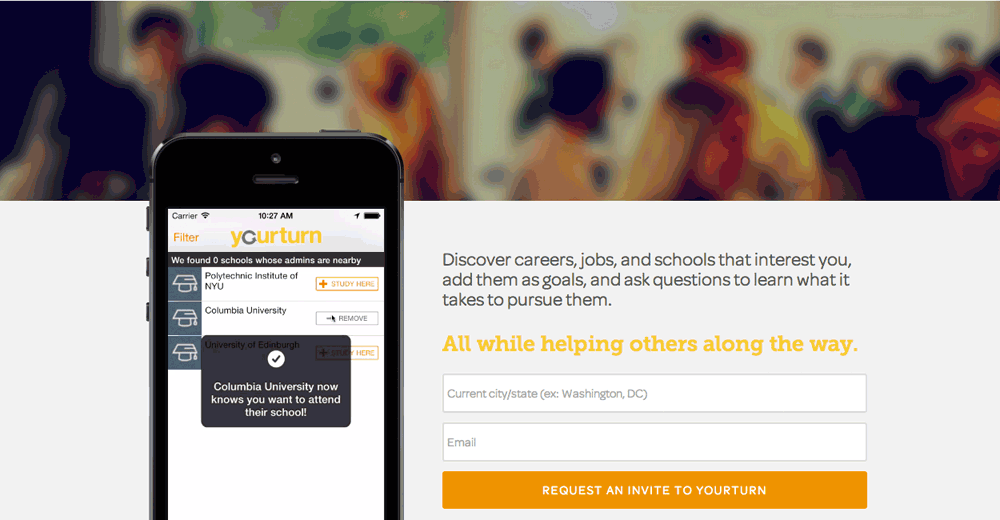 Carrier 10:27 AM
Filter yourturn
We found 0 schools whose admins are nearby
Polytechnic Institute of
NYU
STUDY HERE
Columbia University
REMOVE
University of Edinburgh
STUDY HERE
Columbia University now
knows you want to attend
their school!
Discover careers, jobs, and schools that interest you,
add them as goals, and ask questions to learn what it
takes to pursue them.
All while helping others along the way.
Current city/state (ex: Washington, DC)
Email
REQUEST AN INVITE TO YOURTURN